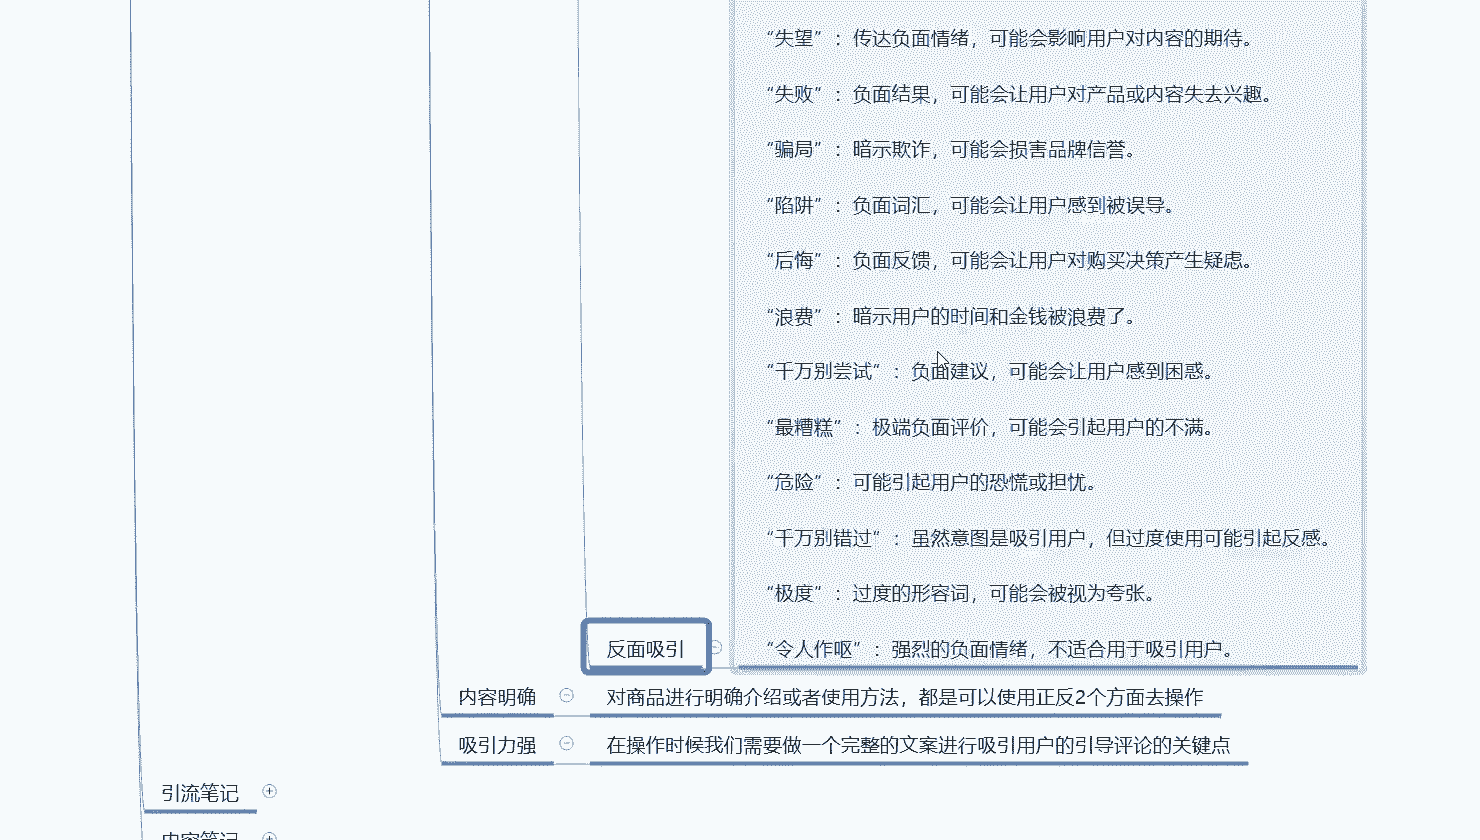 “失望”：传达负面情绪，可能会影响用户对内容的期待。
“失败”：负面结果，可能会让用户对产品或内容失去兴趣。
“骗局”：暗示欺诈，可能会损害品牌信誉。
“陷阱”：负面词汇，可能会让用户感到被误导。
“后悔”：负面反馈，可能会让用户对购买决策产生疑虑。
“浪费”：暗示用户的时间和金钱被浪费了。
“千万别尝试”：负面建议，可能会让用户感到困惑。
“最糟糕”：极端负面评价，可能会引起用户的不满。
“危险”：可能引起用户的恐慌或担忧。
“千万别错过”：虽然意图是吸引用户，但过度使用可能引起反感。
“极度”：过度的形容词，可能会被视为夸张。
反面吸引
“令人作呕”：强烈的负面情绪，不适合用于吸引用户。
内容明确
对商品进行明确介绍或者使用方法，都是可以使用正反2个方面去操作
吸引力强
在操作时候我们需要做一个完整的文案进行吸引用户的引导评论的关键点
引流笔记
内容笔记